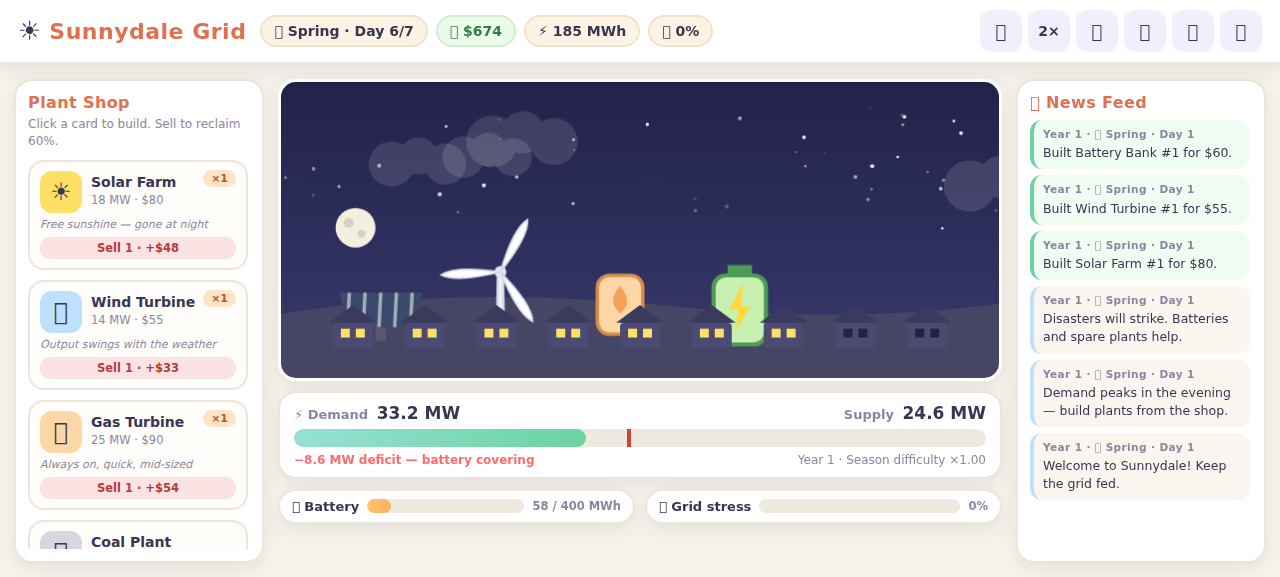 Sunnydale Grid
Spring · Day 6/7
$674
185 MWh
0%
2×
Plant Shop
Click a card to build. Sell to reclaim
60%.
Solar Farm
×1
18 MW · $80
Free sunshine — gone at night
Sell 1 · +$48
Wind Turbine
×1
14 MW · $55
Output swings with the weather
Sell 1 · +$33
Gas Turbine
×1
25 MW · $90
Always on, quick, mid-sized
Sell 1 · +$54
Coal Plant
Demand 33.2 MW
Supply 24.6 MW
−8.6 MW deficit — battery covering
Year 1 · Season difficulty ×1.00
Battery
58 / 400 MWh
Grid stress
0%
News Feed
Year 1 · Spring · Day 1
Built Battery Bank #1 for $60.
Year 1 · Spring · Day 1
Built Wind Turbine #1 for $55.
Year 1 · Spring · Day 1
Built Solar Farm #1 for $80.
Year 1 · Spring · Day 1
Disasters will strike. Batteries
and spare plants help.
Year 1 · Spring · Day 1
Demand peaks in the evening
— build plants from the shop.
Year 1 · Spring · Day 1
Welcome to Sunnydale! Keep
the grid fed.